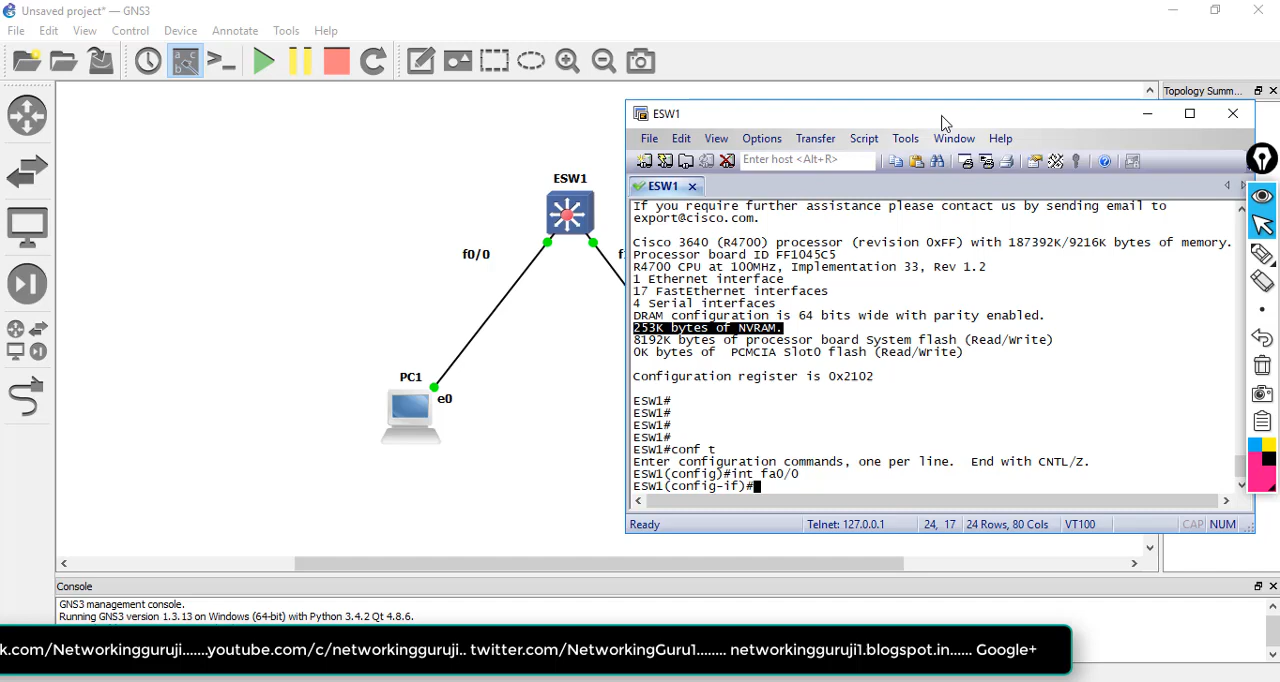 Unsaved project* — GNS3
File Edit View Control Device Annotate Tools Help
Topology Summ...
ESW1
f0/0
PC1
e0
ESW1
File Edit View Options Transfer Script Tools Window Help
Enter host <Alt+R>
ESW1
If you require further assistance please contact us by sending email to
export@cisco.com.
Cisco 3640 (R4700) processor (revision 0xFF) with 187392K/9216K bytes of memory.
Processor board ID FF1045C5
R4700 CPU at 100MHz, Implementation 33, Rev 1.2
1 Ethernet interface
17 FastEthernet interfaces
4 Serial interfaces
DRAM configuration is 64 bits wide with parity enabled.
253K bytes of NVRAM.
8192K bytes of processor board System flash (Read/Write)
0K bytes of PCMCIA Slot0 flash (Read/Write)
Configuration register is 0x2102
ESW1#
ESW1#
ESW1#
ESW1#
ESW1#conf t
Enter configuration commands, one per line. End with CNTL/Z.
ESW1(config)#int fa0/0
ESW1(config-if)#
Ready Telnet: 127.0.0.1 24, 17 24 Rows, 80 Cols VT100 CAP NUM
Console
GNS3 management console.
Running GNS3 version 1.3.13 on Windows (64-bit) with Python 3.4.2 Qt 4.8.6.
k.com/Networkingguruji.......youtube.com/c/networkingguruji.. twitter.com/NetworkingGuru1........ networkingguruji1.blogspot.in...... Google+